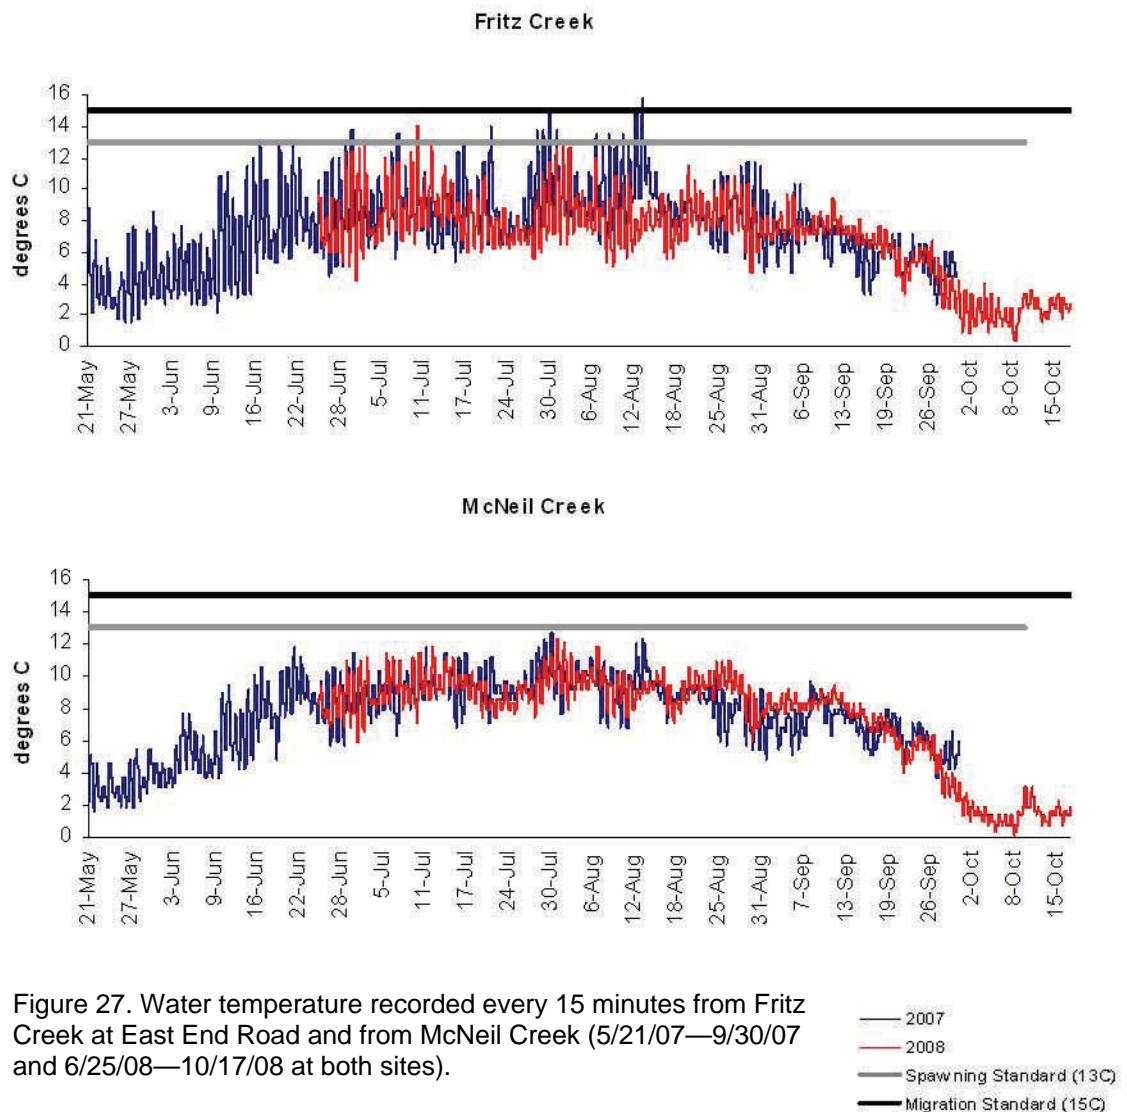 Fritz Creek
16
14
12
10
8
6
4
2
0
degrees C
21-May
27-May
3-Jun
9-Jun
16-Jun
22-Jun
28-Jun
5-Jul
11-Jul
17-Jul
24-Jul
30-Jul
6-Aug
12-Aug
18-Aug
25-Aug
31-Aug
6-Sep
13-Sep
19-Sep
26-Sep
2-Oct
8-Oct
15-Oct
McNeil Creek
16
14
12
10
8
6
4
2
0
degrees C
21-May
27-May
3-Jun
9-Jun
16-Jun
22-Jun
28-Jun
5-Jul
11-Jul
17-Jul
24-Jul
30-Jul
6-Aug
12-Aug
18-Aug
25-Aug
31-Aug
7-Sep
13-Sep
19-Sep
26-Sep
2-Oct
8-Oct
15-Oct
Figure 27. Water temperature recorded every 15 minutes from Fritz
Creek at East End Road and from McNeil Creek (5/21/07—9/30/07
and 6/25/08—10/17/08 at both sites).
2007
2008
Spawning Standard (13C)
Migration Standard (15C)